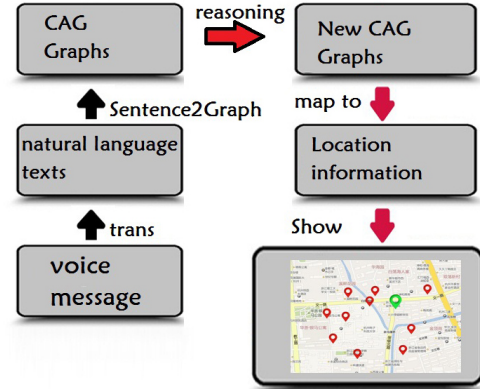 CAG
Graphs
reasoning
New CAG
Graphs
Sentence2Graph
map to
natural language
texts
Location
information
trans
Show
voice
message